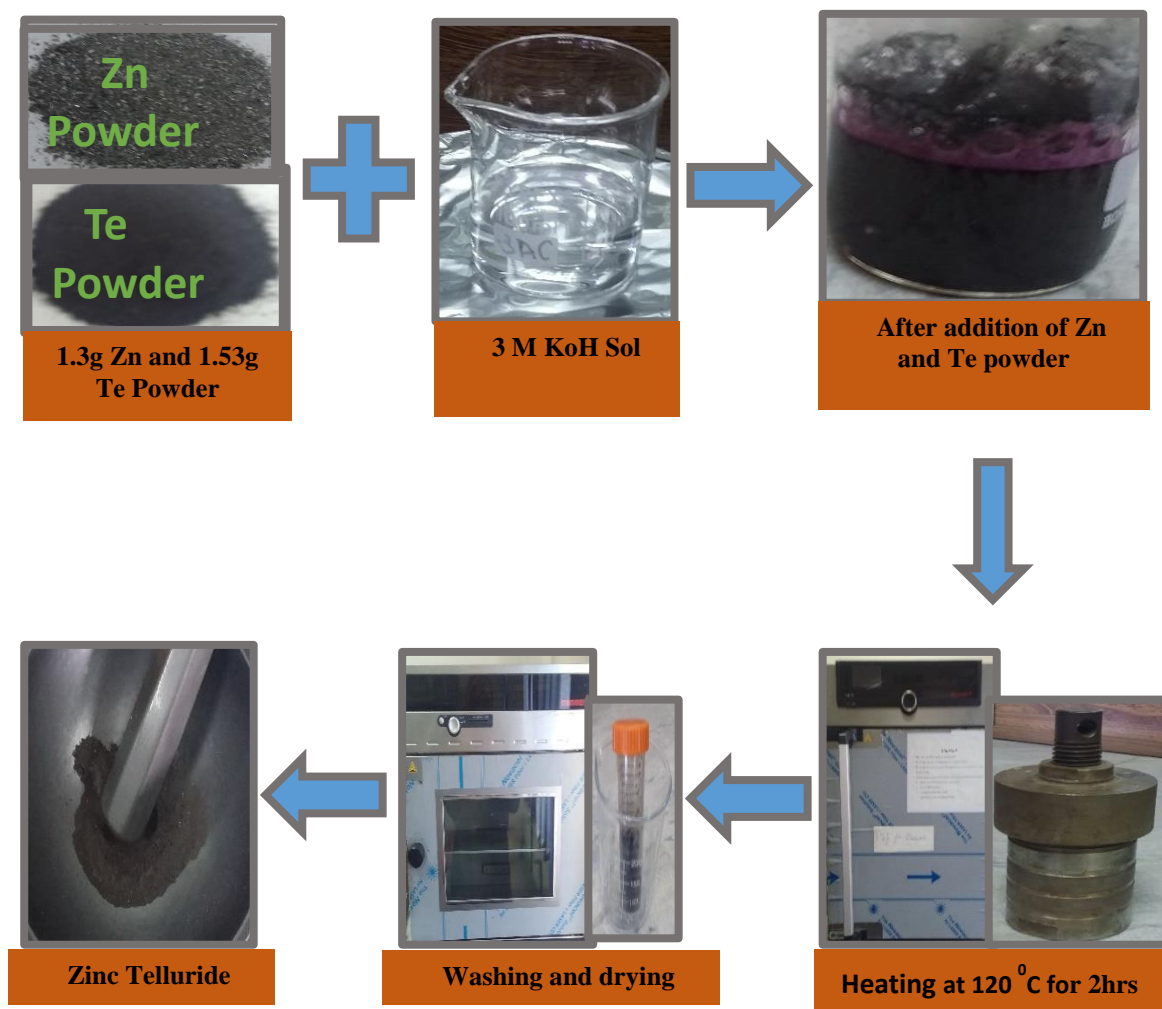 Zn
Powder
Te
Powder
1.3g Zn and 1.53g
Te Powder
3 M KoH Sol
After addition of Zn
and Te powder
Heating at 120 ⁰C for 2hrs
Washing and drying
Zinc Telluride